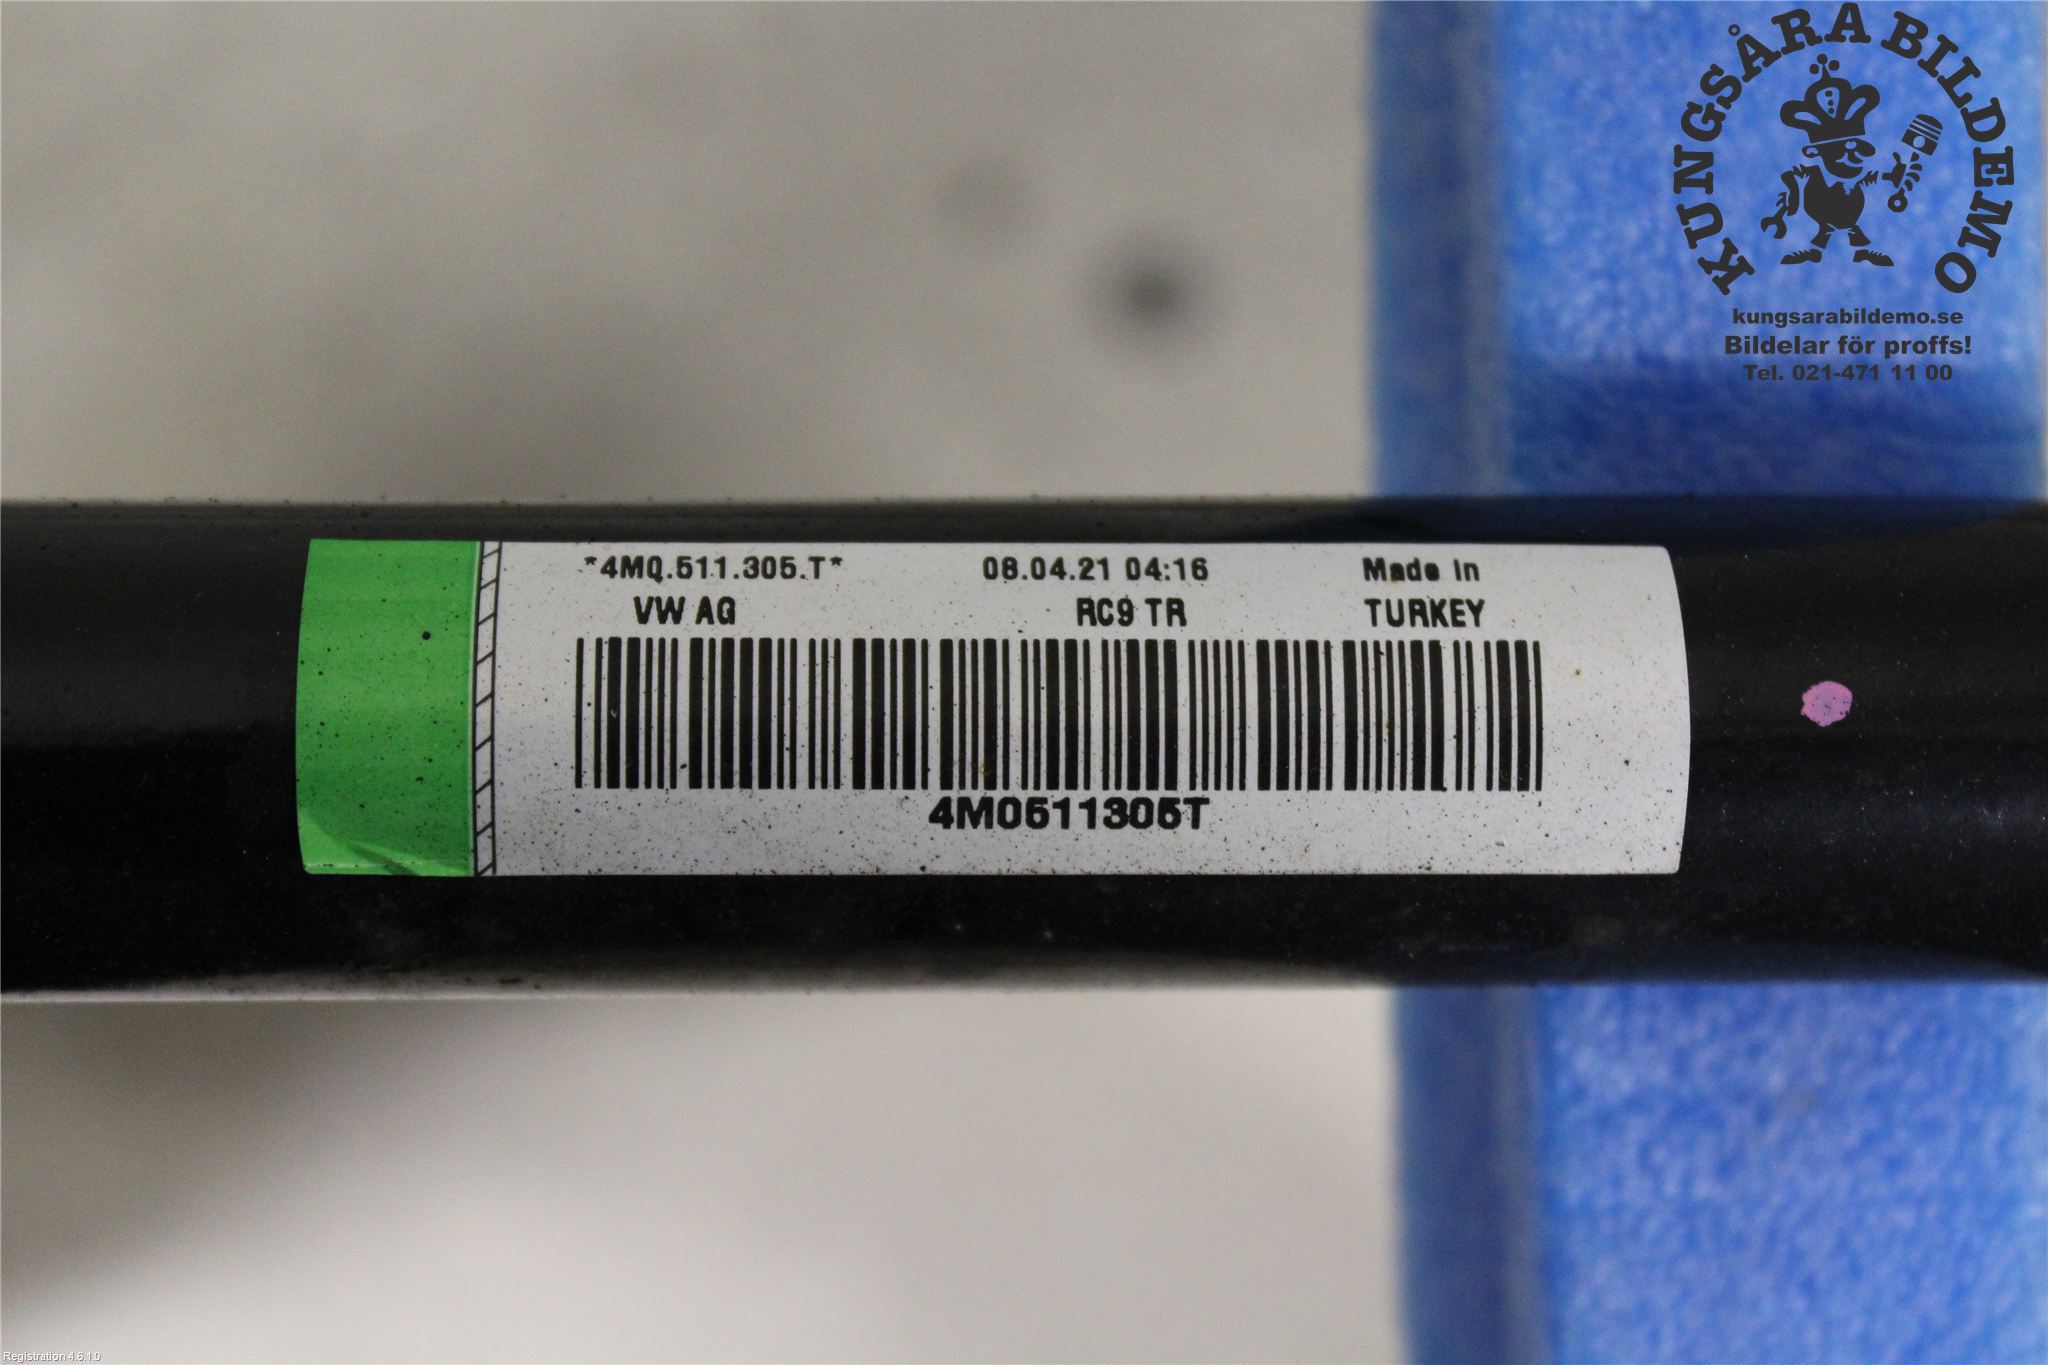 KUNGSÅRA BILDEMO
kungsarabildemo.se
Bildelar för proffs!
Tel. 021-471 11 00
*4M0.511.305.T* 08.04.21 04:16 Made in
VW AG RC9 TR TURKEY
4M0511305T
Registration 4.6.1.0